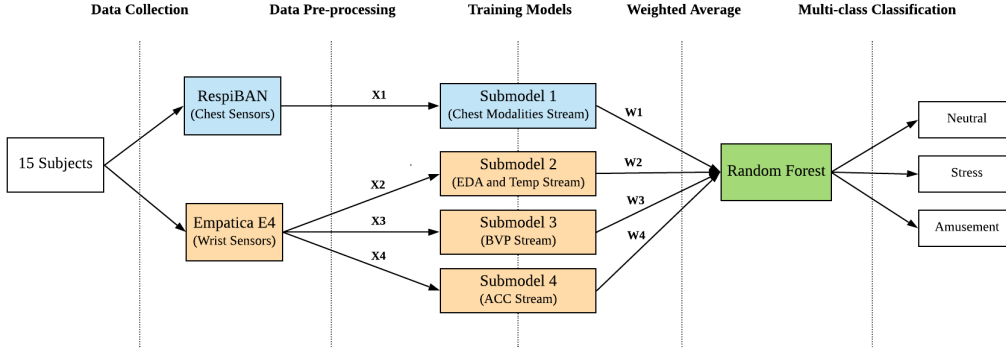 Data Collection
Data Pre-processing
Training Models
Weighted Average
Multi-class Classification
15 Subjects
RespiBAN
(Chest Sensors)
Empatica E4
(Wrist Sensors)
X1
X2
X3
X4
Submodel 1
(Chest Modalities Stream)
Submodel 2
(EDA and Temp Stream)
Submodel 3
(BVP Stream)
Submodel 4
(ACC Stream)
W1
W2
W3
W4
Random Forest
Neutral
Stress
Amusement